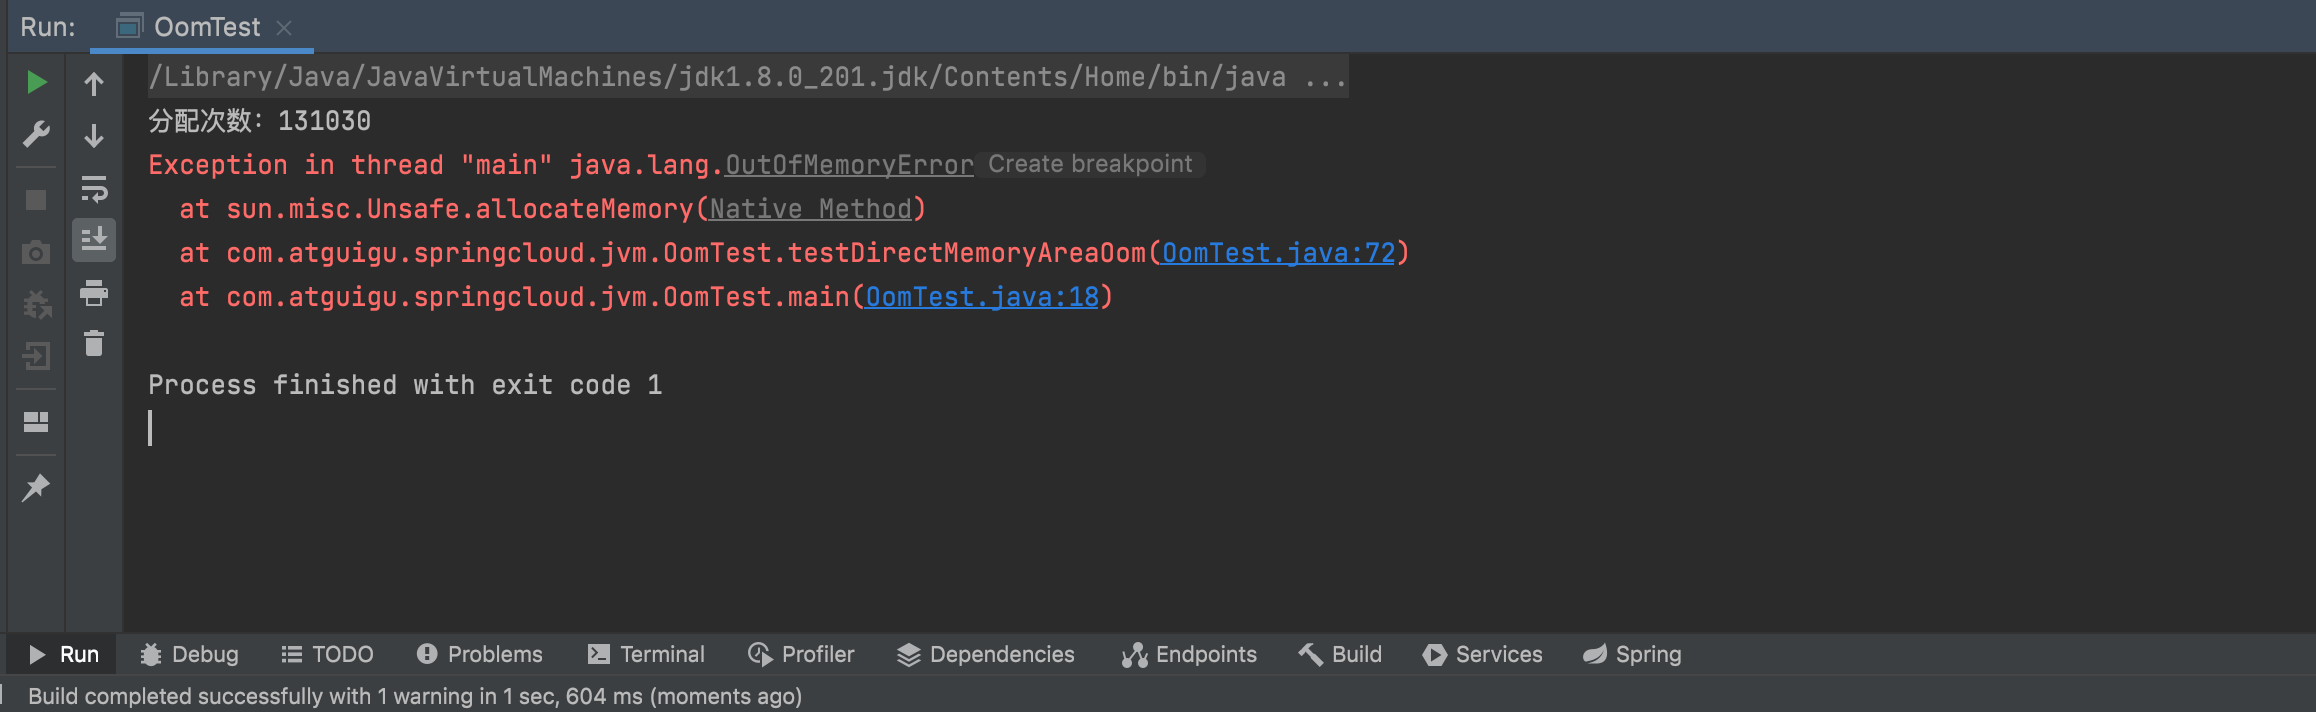 Run: OomTest
/Library/Java/JavaVirtualMachines/jdk1.8.0_201.jdk/Contents/Home/bin/java ...
分配次数：131030
Exception in thread "main" java.lang.OutOfMemoryError Create breakpoint
at sun.misc.Unsafe.allocateMemory(Native Method)
at com.atguigu.springcloud.jvm.OomTest.testDirectMemoryAreaOom(OomTest.java:72)
at com.atguigu.springcloud.jvm.OomTest.main(OomTest.java:18)
Process finished with exit code 1
Run Debug TODO Problems Terminal Profiler Dependencies Endpoints Build Services Spring
Build completed successfully with 1 warning in 1 sec, 604 ms (moments ago)